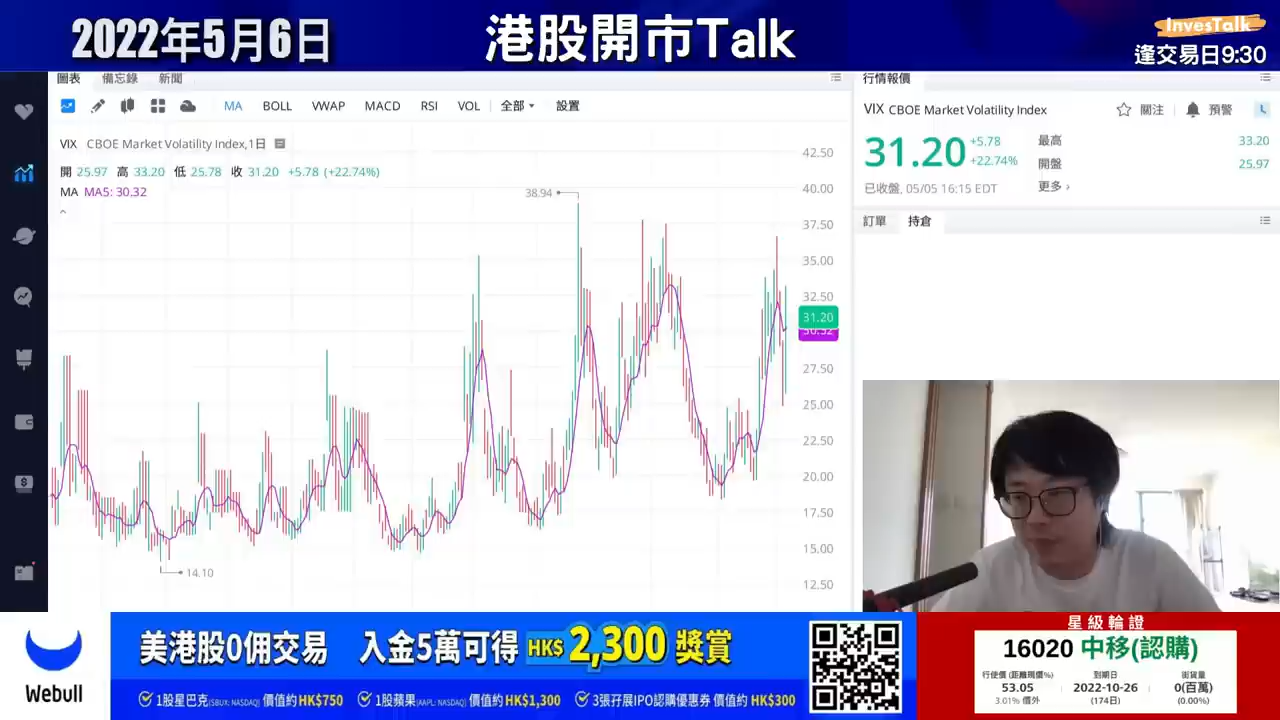 2022年5月6日
港股開市Talk
InvesTalk
逢交易日9:30
圖表 備忘錄 新聞
MA BOLL VWAP MACD RSI VOL 全部 設置
VIX CBOE Market Volatility Index,1日
開 25.97 高 33.20 低 25.78 收 31.20 +5.78 (+22.74%)
MA MA5: 30.32
38.94
14.10
42.50
40.00
37.50
35.00
32.50
31.20
30.32
27.50
25.00
22.50
20.00
17.50
15.00
12.50
行情報價
VIX CBOE Market Volatility Index
關注 預警
31.20
+5.78
+22.74%
最高 33.20
開盤 25.97
更多
已收盤, 05/05 16:15 EDT
訂單 持倉
Webull
美港股0佣交易 入金5萬可得 HK$ 2,300 獎賞
1股星巴克(SBUX: NASDAQ) 價值約 HK$750
1股蘋果(AAPL: NASDAQ) 價值約 HK$1,300
3張孖展IPO認購優惠券 價值約 HK$300
星級輪證
16020 中移(認購)
行使價 (距離現價%) 到期日 街貨量
53.05 2022-10-26 0(百萬)
3.01% 價外 (174日) (0.00%)